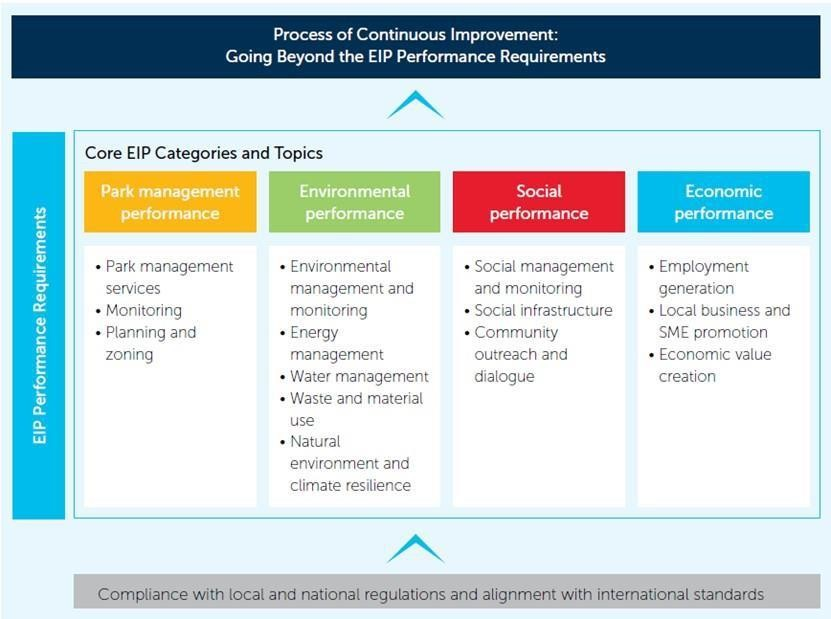 Process of Continuous Improvement:
Going Beyond the EIP Performance Requirements
EIP Performance Requirements
Core EIP Categories and Topics
Park management
performance
• Park management
services
• Monitoring
• Planning and
zoning
Environmental
performance
• Environmental
management and
monitoring
• Energy
management
• Water management
• Waste and material
use
• Natural
environment and
climate resilience
Social
performance
• Social management
and monitoring
• Social infrastructure
• Community
outreach and
dialogue
Economic
performance
• Employment
generation
• Local business and
SME promotion
• Economic value
creation
Compliance with local and national regulations and alignment with international standards